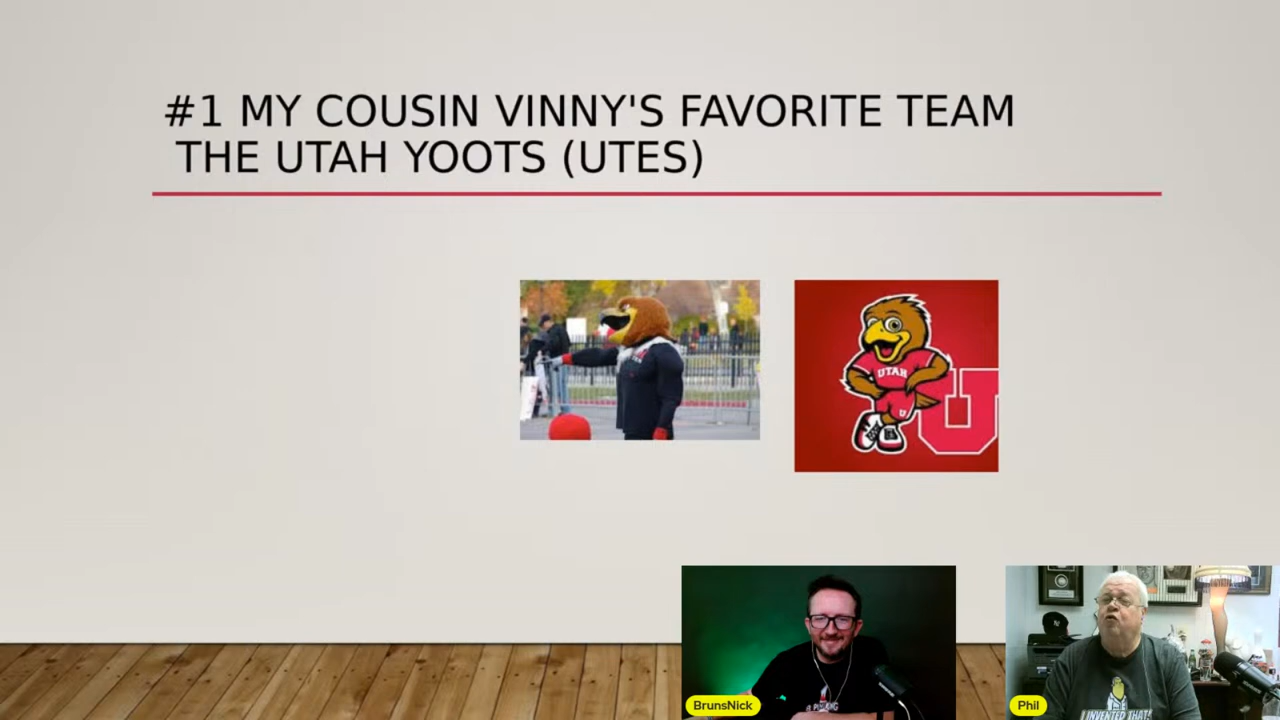 #1 MY COUSIN VINNY'S FAVORITE TEAM
THE UTAH YOOTS (UTES)
UTAH
U
U
BrunsNick
Phil
I INVENTED THAT!